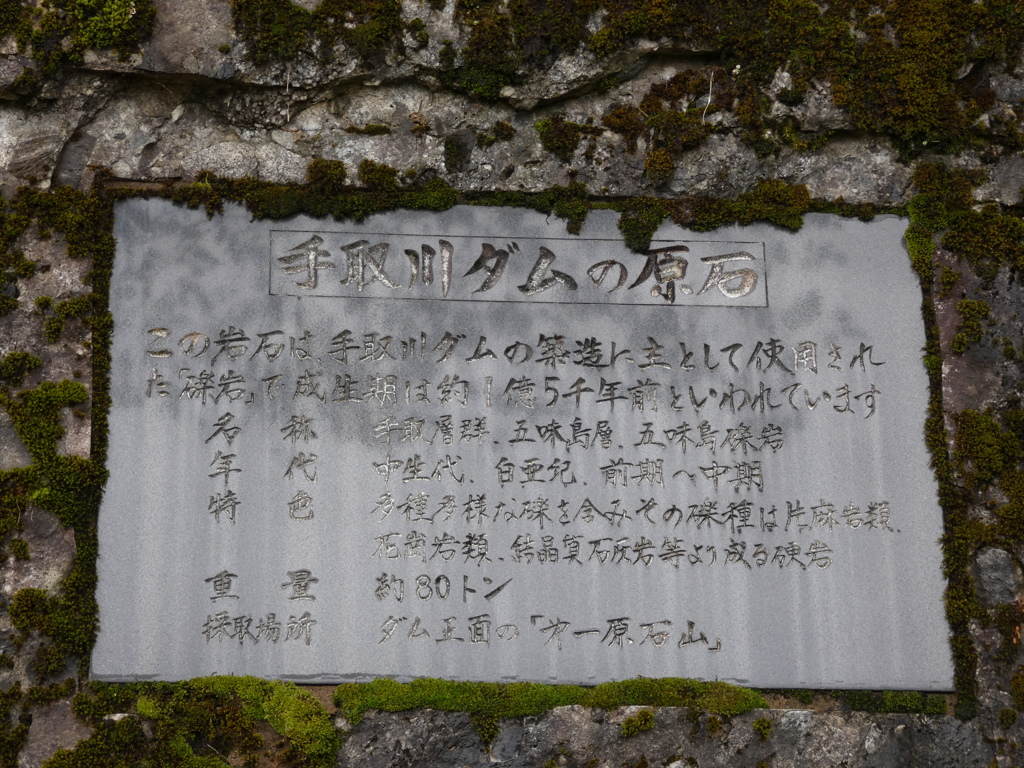 手取川ダムの原石
この岩石は、手取川ダムの築造に主として使用され
た「礫岩」で成生期は約1億5千年前といわれています
名 称 手取層群、五味島層、五味島礫岩
年 代 中生代、白亜紀、前期へ中期
特 色 多種多様な礫を含みその礫種は片麻岩類、
花崗岩類、結晶質石灰岩等より成る硬岩
重 量 約80トン
採取場所 ダム正面の「才一原石山」